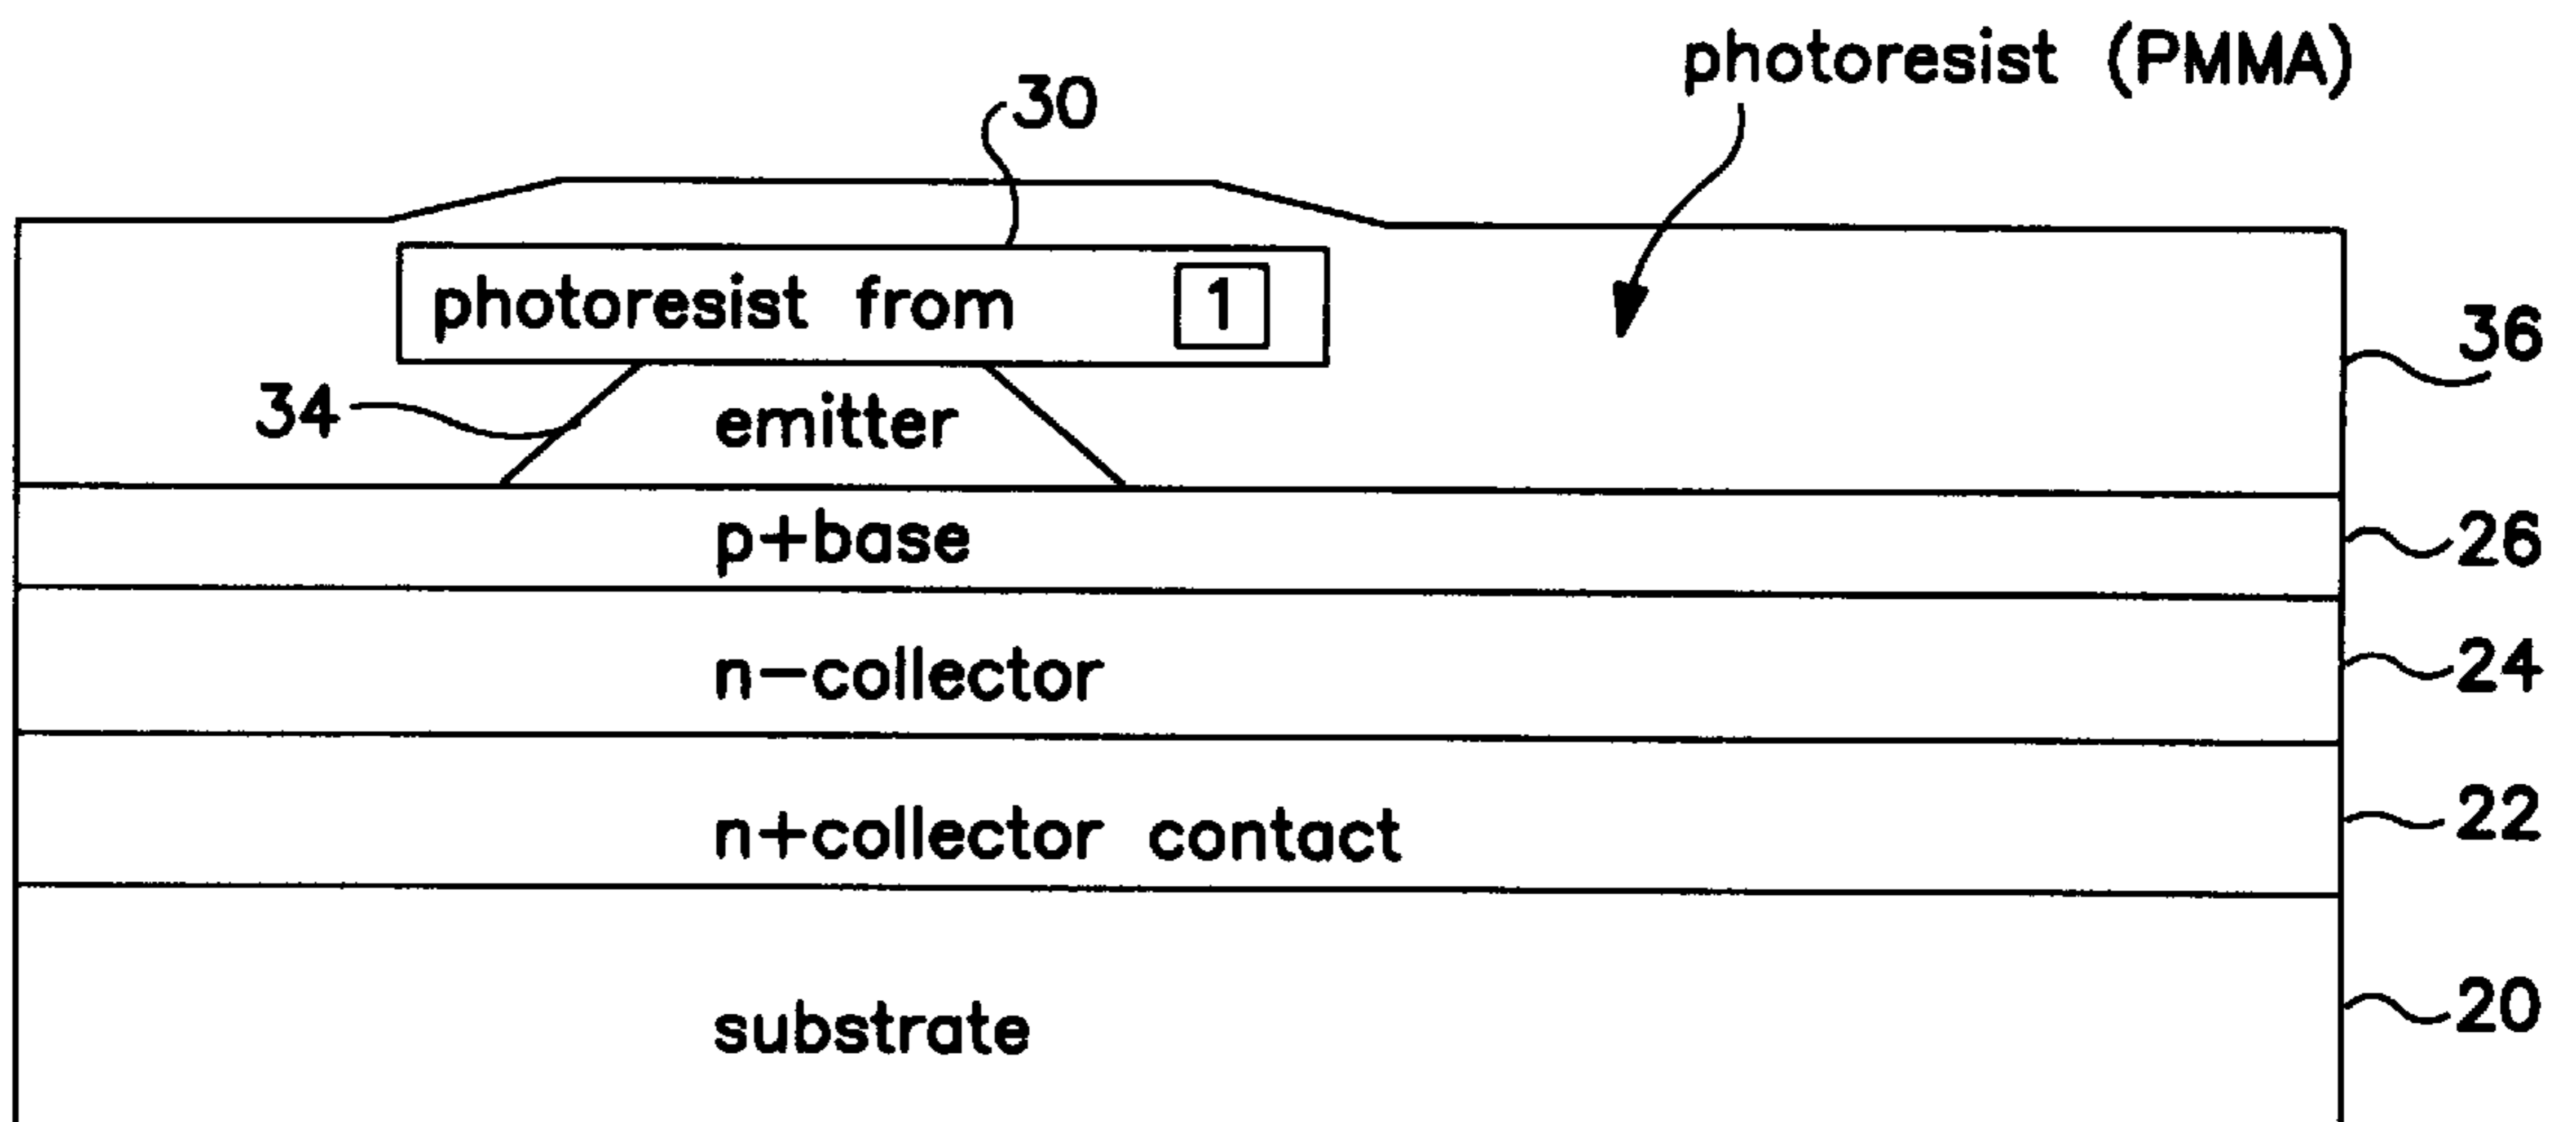 photoresist (PMMA)
30
photoresist from 1
36
34
emitter
p+base
26
n-collector
24
n+collector contact
22
substrate
20